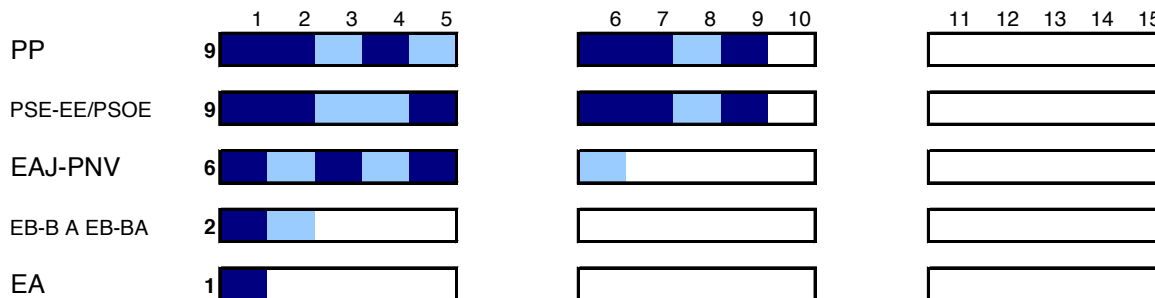 1 2 3 4 5 6 7 8 9 10 11 12 13 14 15
PP 9
PSE-EE/PSOE 9
EAJ-PNV 6
EB-B A EB-BA 2
EA 1